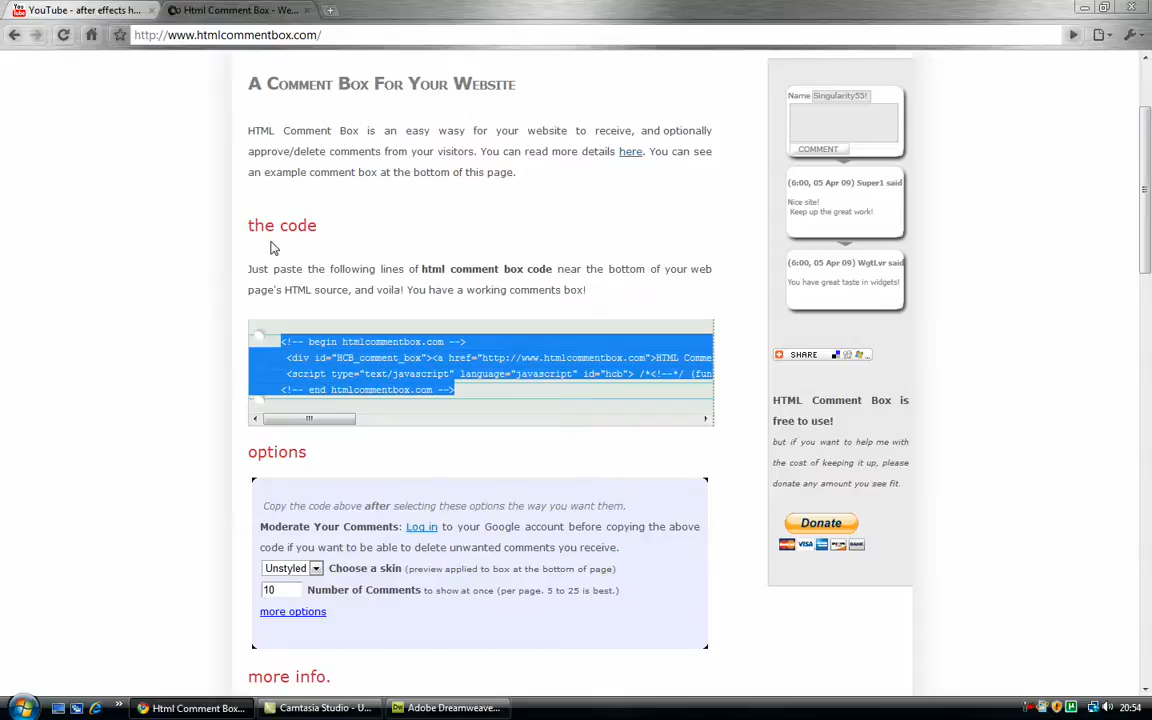 YouTube - after effects h...
Html Comment Box - We...
http://www.htmlcommentbox.com/
A Comment Box For Your Website
HTML Comment Box is an easy wasy for your website to receive, and optionally
approve/delete comments from your visitors. You can read more details here. You can see
an example comment box at the bottom of this page.
the code
Just paste the following lines of html comment box code near the bottom of your web
page's HTML source, and voila! You have a working comments box!
<!-- begin htmlcommentbox.com -->
<div id="HCB_comment_box"><a href="http://www.htmlcommentbox.com">HTML Comme
<script type="text/javascript" language="javascript" id="hcb"> /*<!--*/ (fun
<!-- end htmlcommentbox.com -->
options
Copy the code above after selecting these options the way you want them.
Moderate Your Comments: Log in to your Google account before copying the above
code if you want to be able to delete unwanted comments you receive.
Unstyled Choose a skin (preview applied to box at the bottom of page)
10 Number of Comments to show at once (per page. 5 to 25 is best.)
more options
more info.
Name Singularity55!
COMMENT
(6:00, 05 Apr 09) Super1 said
Nice site!
Keep up the great work!
(6:00, 05 Apr 09) WgtLvr said
You have great taste in widgets!
SHARE
HTML Comment Box is
free to use!
but if you want to help me with
the cost of keeping it up, please
donate any amount you see fit.
Donate
VISA
BANK
Html Comment Box...
Camtasia Studio - U...
Adobe Dreamweave...
20:54